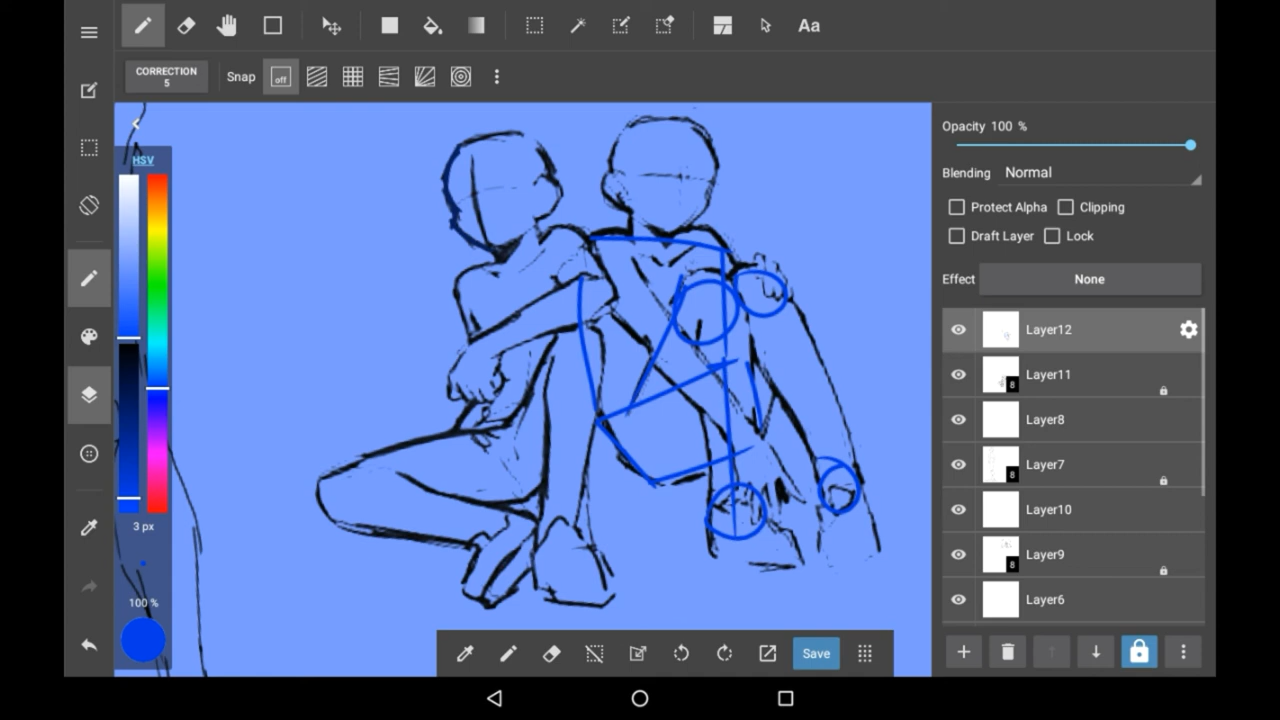 Aa
CORRECTION
5
Snap
off
HSV
3 px
100 %
Opacity 100 %
Blending Normal
Protect Alpha Clipping
Draft Layer Lock
Effect None
Layer12
Layer11
8
Layer8
Layer7
8
Layer10
Layer9
8
Layer6
Save